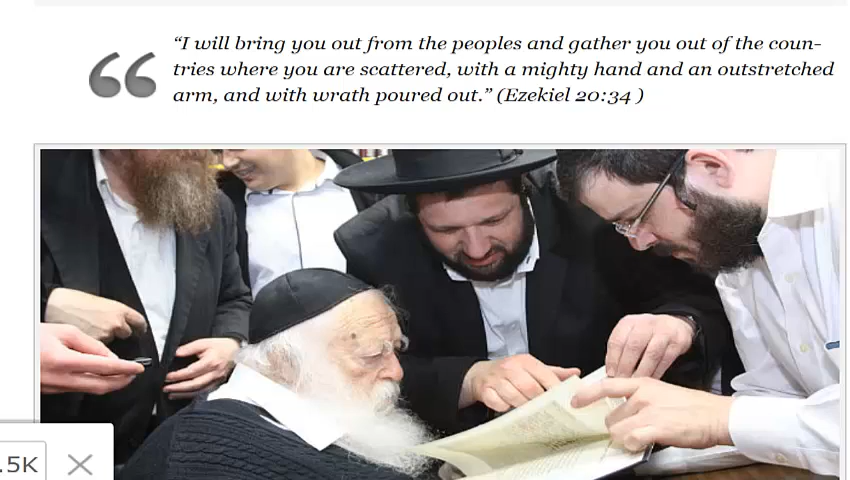 “I will bring you out from the peoples and gather you out of the coun-
tries where you are scattered, with a mighty hand and an outstretched
arm, and with wrath poured out.” (Ezekiel 20:34 )
.5K